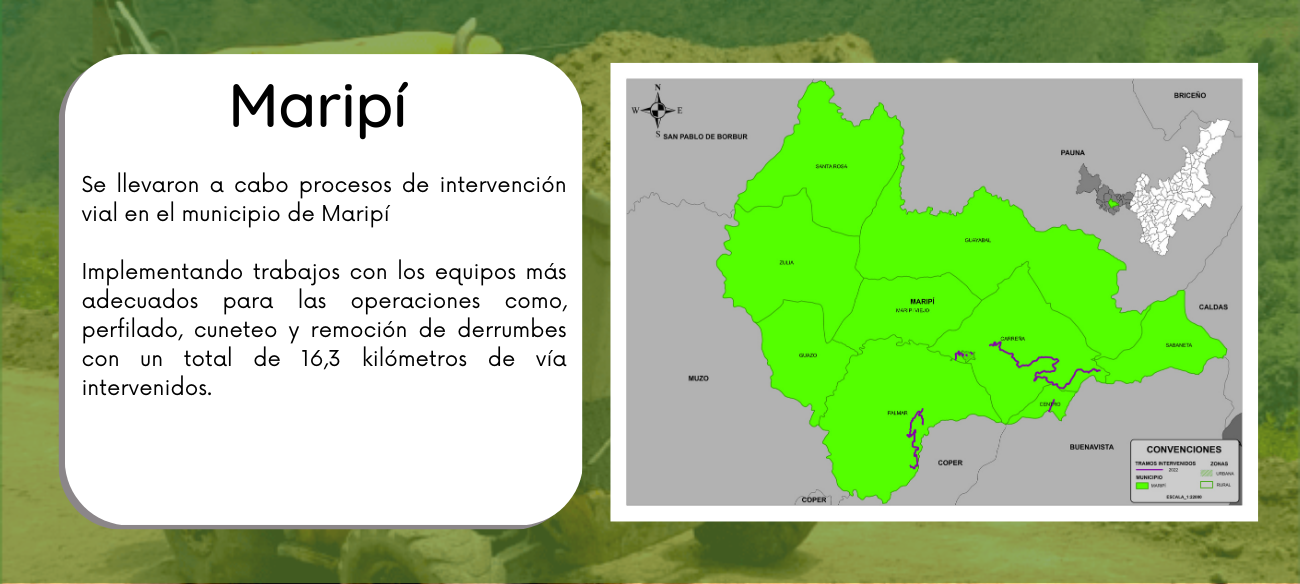 Maripí
Se llevaron a cabo procesos de intervención
vial en el municipio de Maripí
Implementando trabajos con los equipos más
adecuados para las operaciones como,
perfilado, cuneteo y remoción de derrumbes
con un total de 16,3 kilómetros de vía
intervenidos.
N
W
E
S
SAN PABLO DE BORBUR
BRICEÑO
PAUNA
SANTA ROSA
GUAYABAL
ZULIA
MARIPÍ
MARIPI VIEJO
CALDAS
CARRERA
SABANETA
GUAZO
MUZO
CENTRO
PALMAR
BUENAVISTA
COPER
COPER
CONVENCIONES
TRAMOS INTERVENIDOS
2022
MUNICIPIO
MARIPÍ
ZONAS
URBANA
RURAL